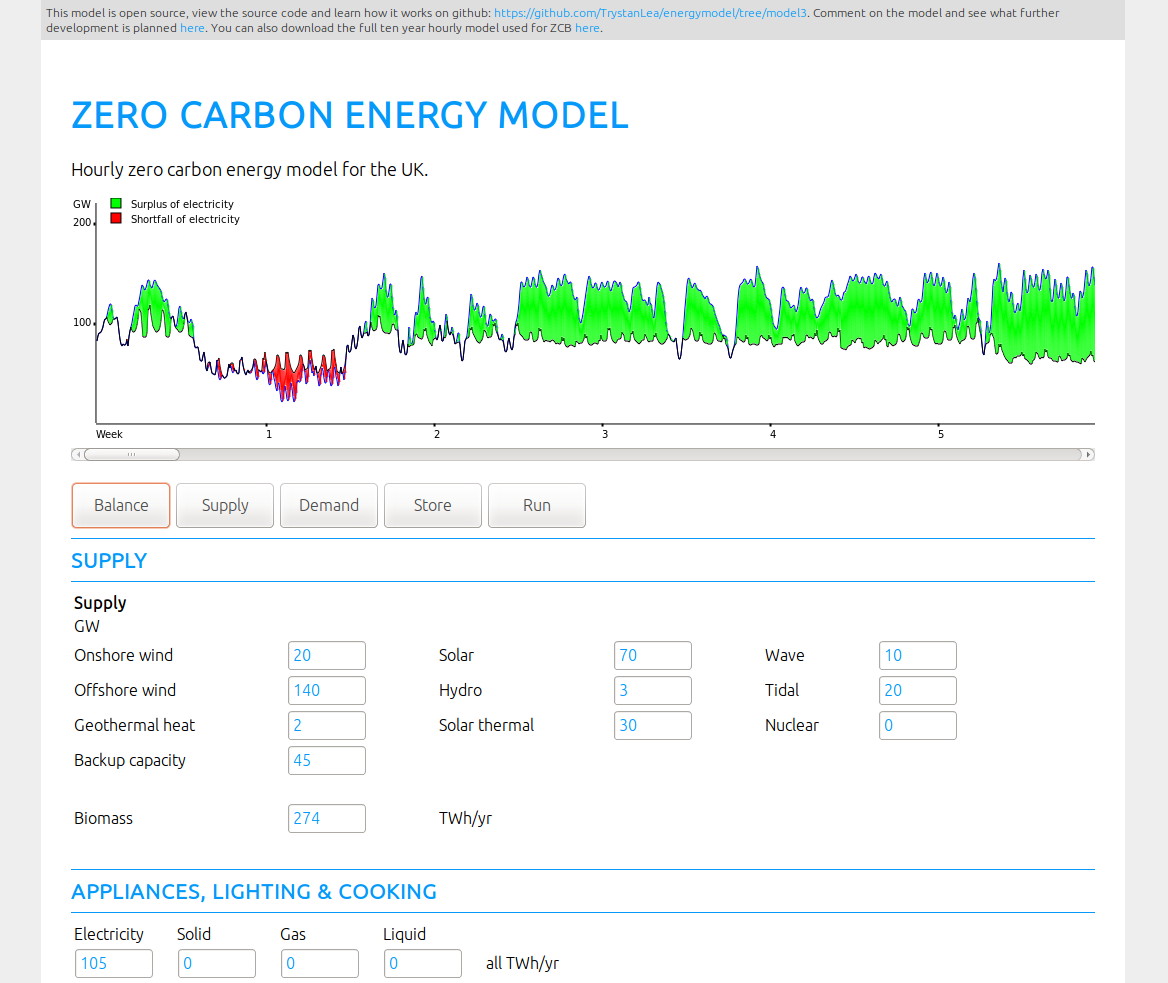 This model is open source, view the source code and learn how it works on github: https://github.com/TrystanLea/energymodel/tree/model3. Comment on the model and see what further
development is planned here. You can also download the full ten year hourly model used for ZCB here.
ZERO CARBON ENERGY MODEL
Hourly zero carbon energy model for the UK.
GW
Surplus of electricity
Shortfall of electricity
200
100
Week 1 2 3 4 5
Balance Supply Demand Store Run
SUPPLY
Supply
GW
Onshore wind 20 Solar 70 Wave 10
Offshore wind 140 Hydro 3 Tidal 20
Geothermal heat 2 Solar thermal 30 Nuclear 0
Backup capacity 45
Biomass 274 TWh/yr
APPLIANCES, LIGHTING & COOKING
Electricity Solid Gas Liquid
105 0 0 0 all TWh/yr